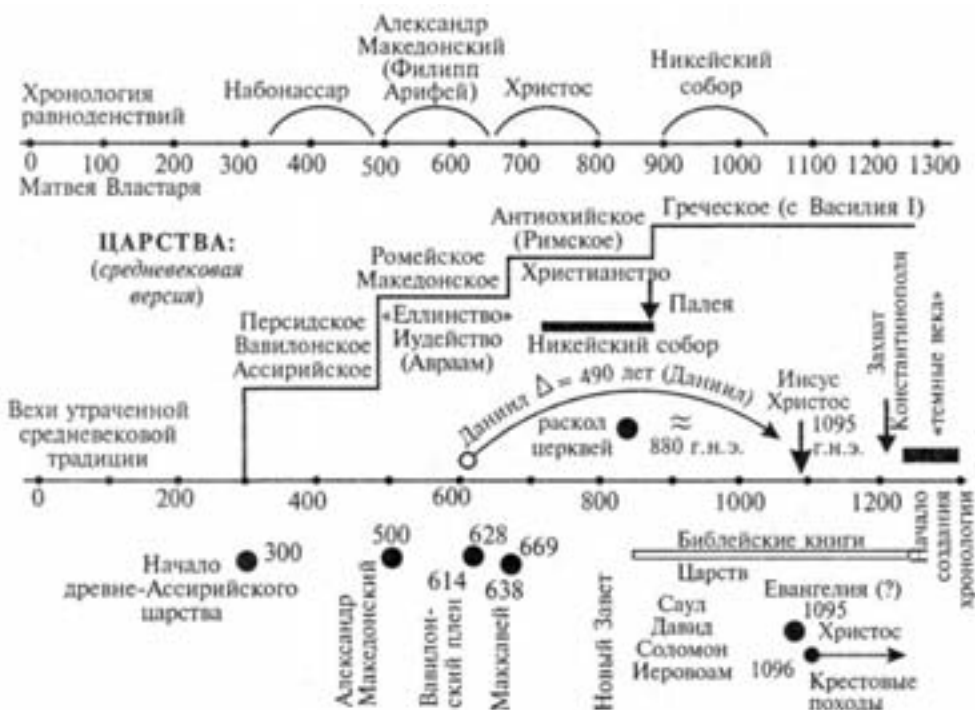 Александр
Македонский
(Филипп
Арифей)
Набонассар
Христос
Никейский
собор
Хронология
равноденствий
0 100 200 300 400 500 600 700 800 900 1000 1100 1200 1300
Матвея Властаря
ЦАРСТВА:
(средневековая
версия)
Персидское
Вавилонское
Ассирийское
Ромейское
Македонское
«Еллинство»
Иудейство
(Авраам)
Антиохийское
(Римское)
Христианство
Греческое (с Василия I)
Палея
Никейский собор
Даниил Δ = 490 лет (Даниил)
раскол
церквей
≈
880 г.н.э.
Иисус
Христос
1095
г.н.э.
Захват
Константинополя
«темные века»
Вехи утраченной
средневековой
традиции
0 200 400 600 800 1000 1200
Начало
создания
хронологии
Начало
древне-Ассирийского
царства
300
500
Александр
Македонский
614
628
Вавилон-
ский плен
638
669
Маккавей
Новый Завет
Библейские книги
Царств
Саул
Давид
Соломон
Иеровоам
Евангелия (?)
1095
Христос
1096
Крестовые
походы